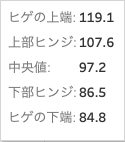 ヒゲの上端: 119.1
上部ヒンジ: 107.6
中央値: 97.2
下部ヒンジ: 86.5
ヒゲの下端: 84.8